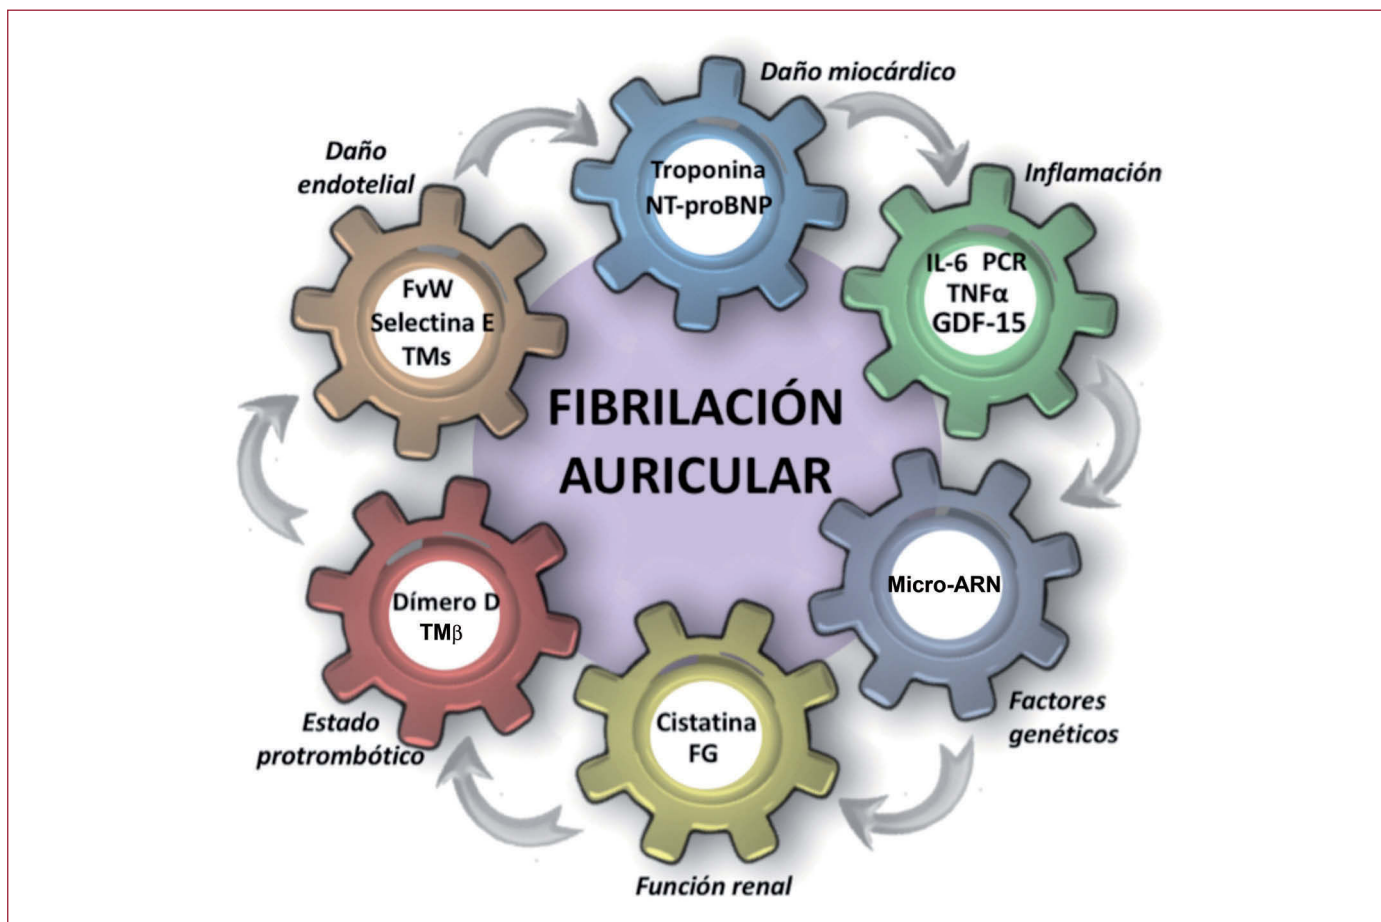 Daño miocárdico
Troponina
NT-proBNP
Inflamación
IL-6 PCR
TNFα
GDF-15
Daño
endotelial
FvW
Selectina E
TMs
FIBRILACIÓN
AURICULAR
Micro-ARN
Factores
genéticos
Dímero D
TMβ
Estado
protrombótico
Cistatina
FG
Función renal